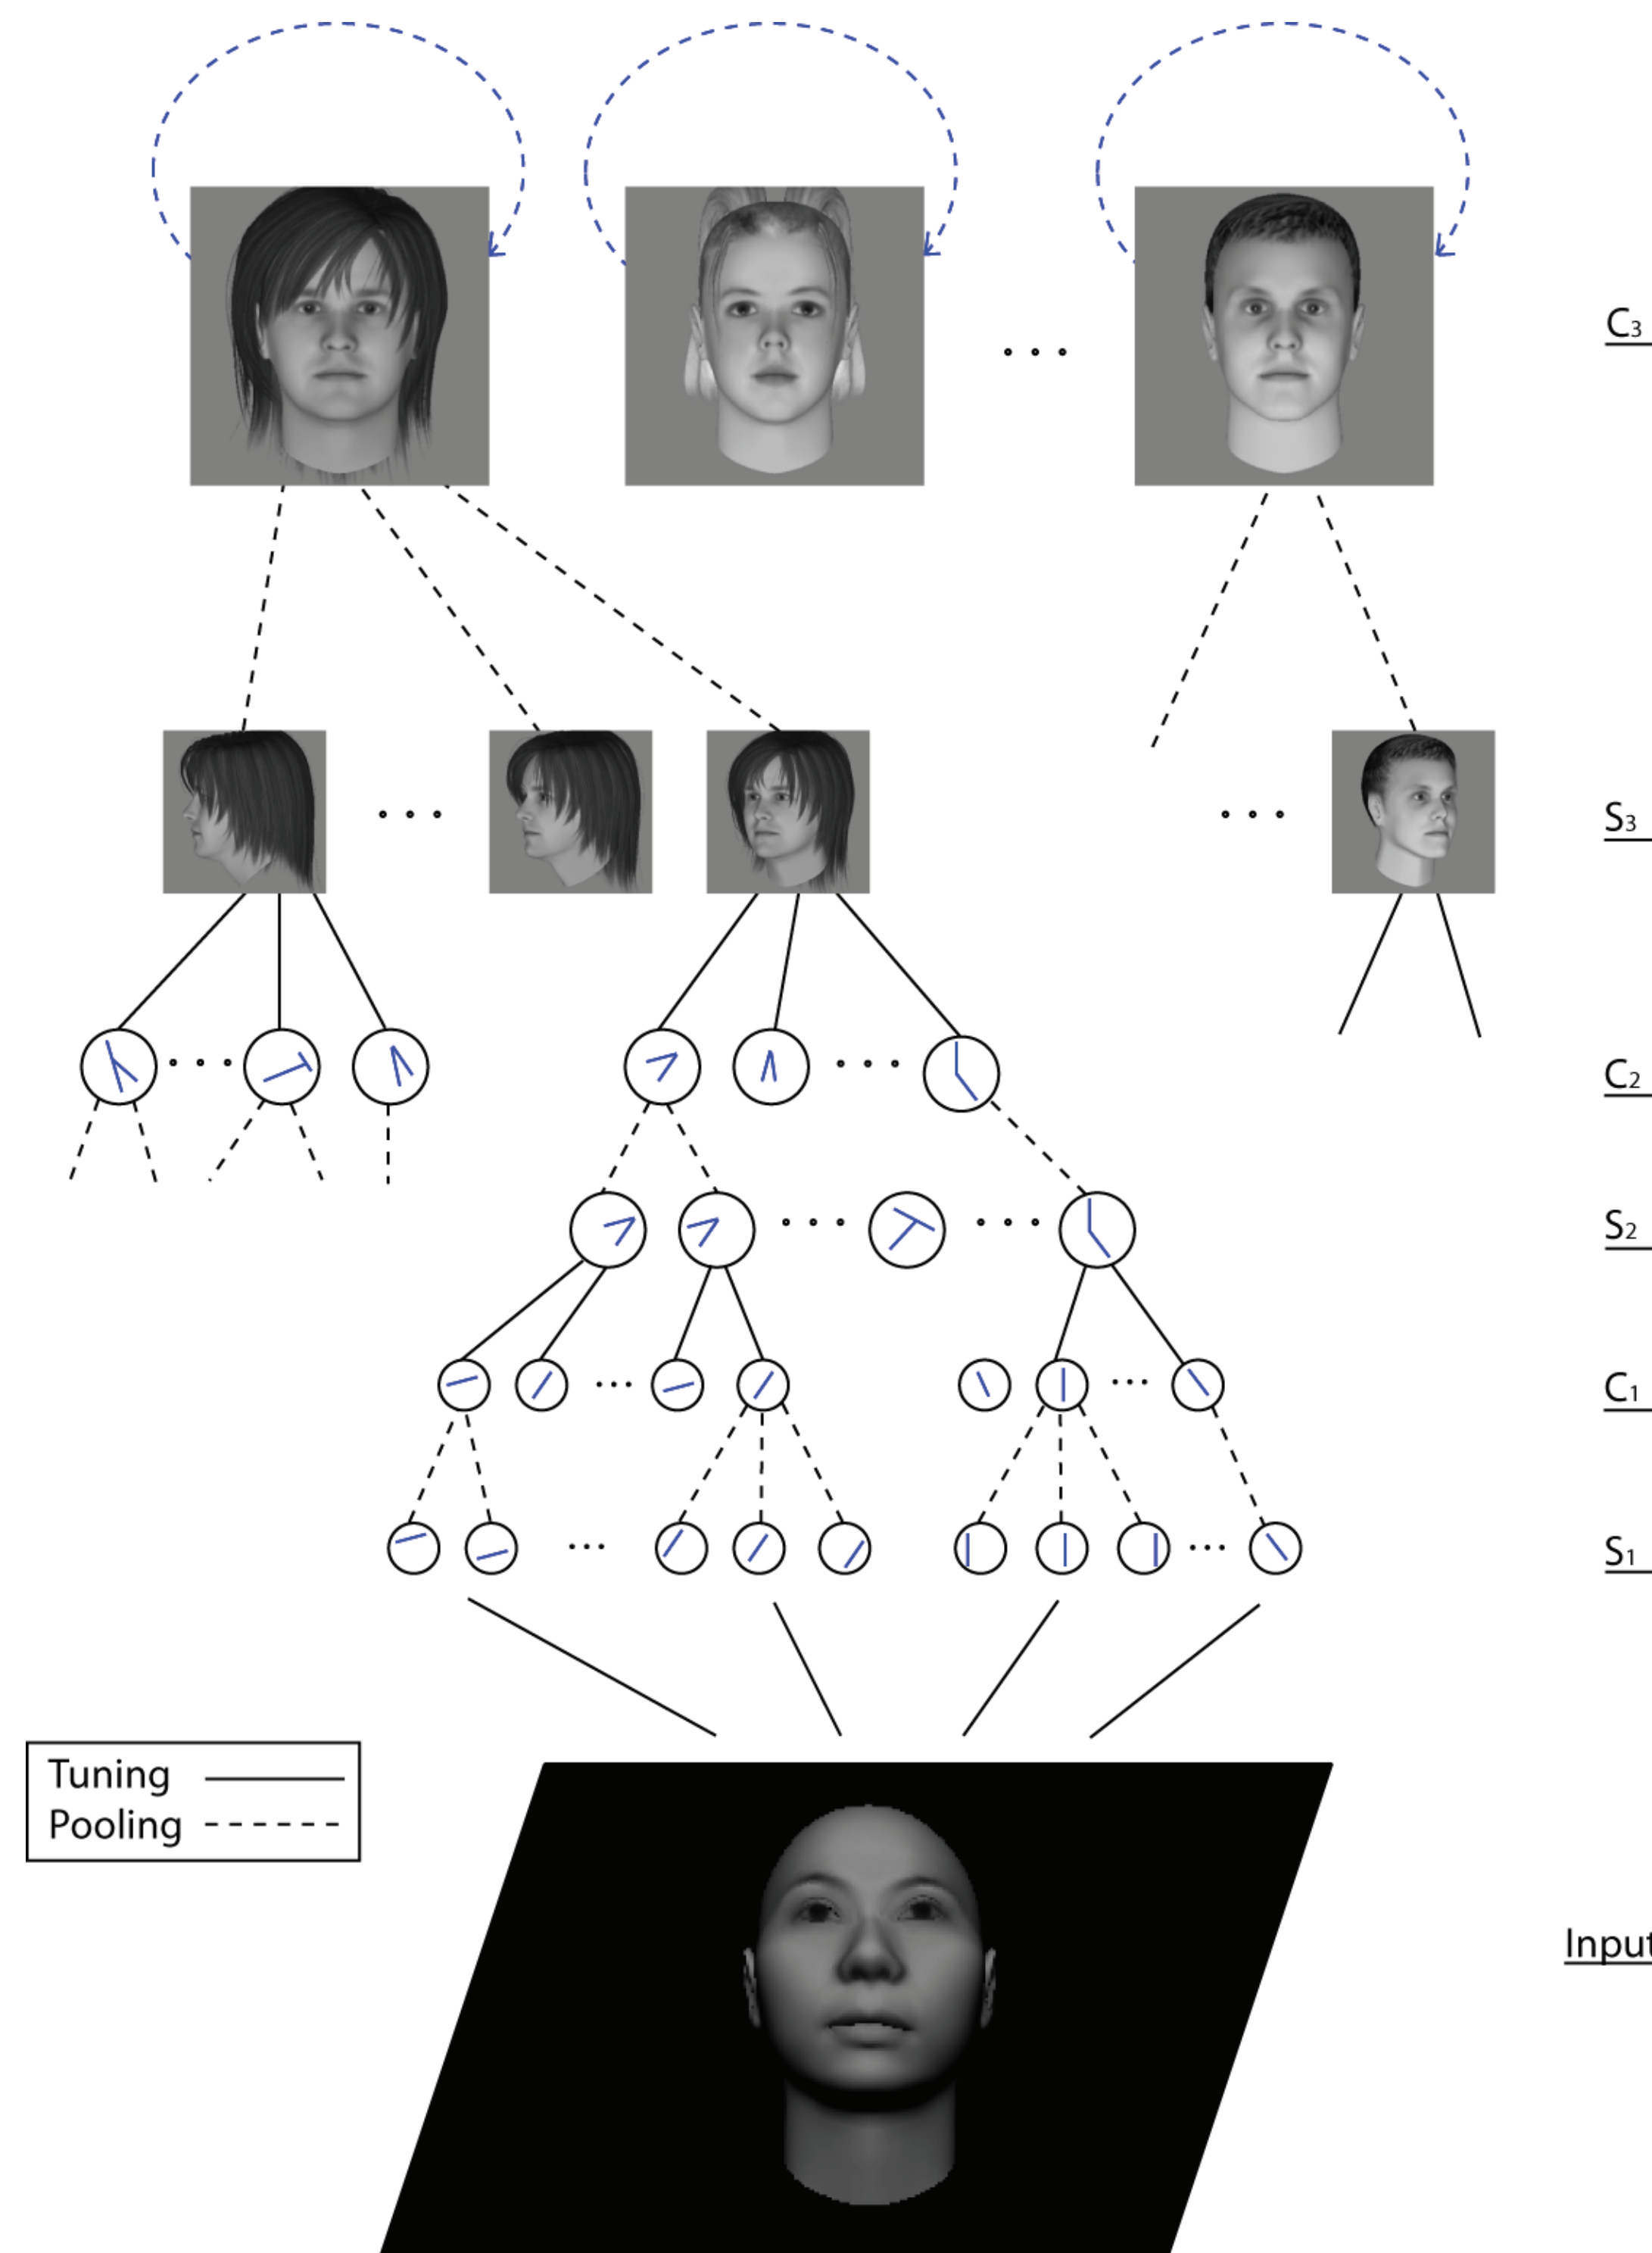 C3
S3
C2
S2
C1
S1
Tuning
Pooling
Input